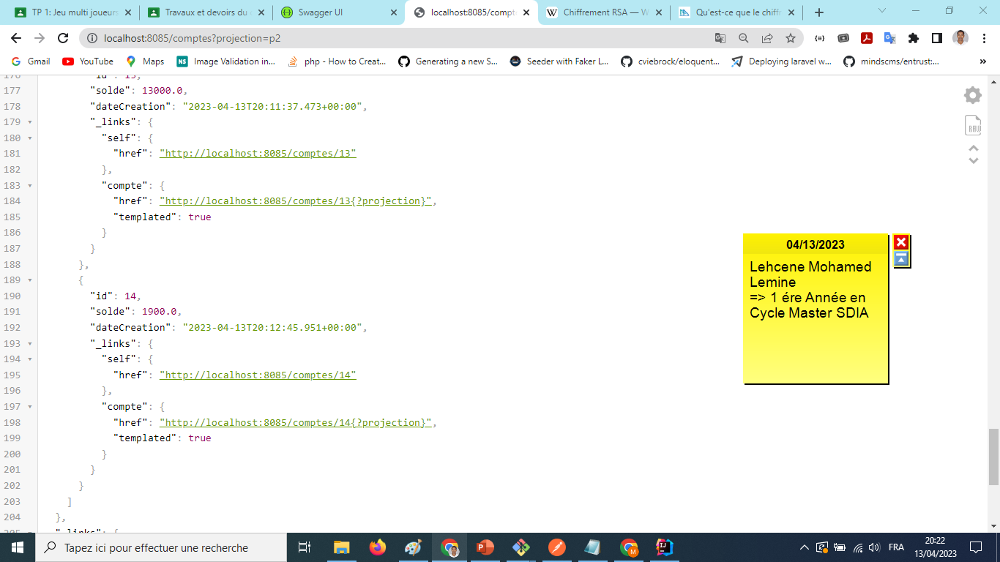 TP 1: Jeu multi joueurs
Travaux et devoirs du
Swagger UI
localhost:8085/compt
Chiffrement RSA — W
Qu'est-ce que le chiff
localhost:8085/comptes?projection=p2
Gmail
YouTube
Maps
NS
Image Validation in...
php - How to Creat...
Generating a new S...
Seeder with Faker L...
cviebrock/eloquent...
Deploying laravel w...
mindscms/entrust:...
»
176 "id": 13,
177 "solde": 13000.0,
178 "dateCreation": "2023-04-13T20:11:37.473+00:00",
179 "_links": {
180 "self": {
181 "href": "http://localhost:8085/comptes/13"
182 },
183 "compte": {
184 "href": "http://localhost:8085/comptes/13{?projection}",
185 "templated": true
186 }
187 }
188 },
189 {
190 "id": 14,
191 "solde": 1900.0,
192 "dateCreation": "2023-04-13T20:12:45.951+00:00",
193 "_links": {
194 "self": {
195 "href": "http://localhost:8085/comptes/14"
196 },
197 "compte": {
198 "href": "http://localhost:8085/comptes/14{?projection}",
199 "templated": true
200 }
201 }
202 }
203 ]
204 },
205 "_links": {
RAW
04/13/2023
Lehcene Mohamed
Lemine
=> 1 ére Année en
Cycle Master SDIA
Tapez ici pour effectuer une recherche
FRA
20:22
13/04/2023